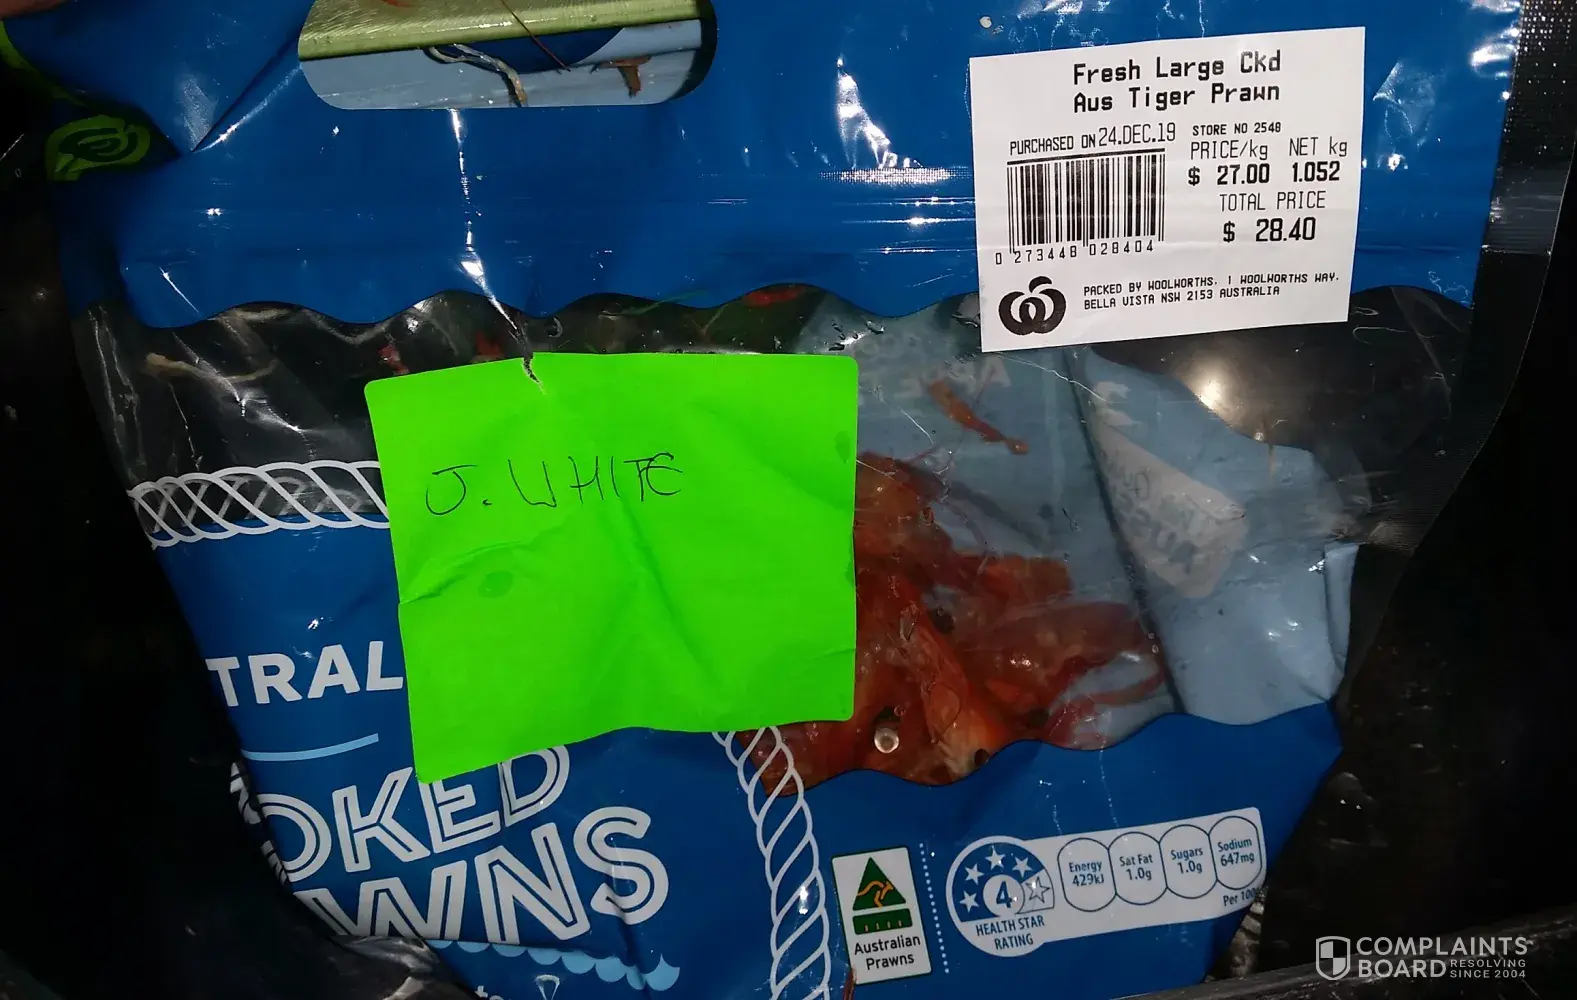 Fresh Large Ckd
Aus Tiger Prawn
PURCHASED ON 24.DEC.19 STORE NO 2548
PRICE/kg NET kg
$ 27.00 1.052
TOTAL PRICE
$ 28.40
0 273448 028404
PACKED BY WOOLWORTHS, 1 WOOLWORTHS WAY,
BELLA VISTA NSW 2153 AUSTRALIA
J. WHITE
TRAL
OKED
WNS
Australian
Prawns
4
HEALTH STAR
RATING
Energy
429kJ
Sat Fat
1.0g
Sugars
1.0g
Sodium
647mg
Per 100g
COMPLAINTS
BOARD RESOLVING
SINCE 2004